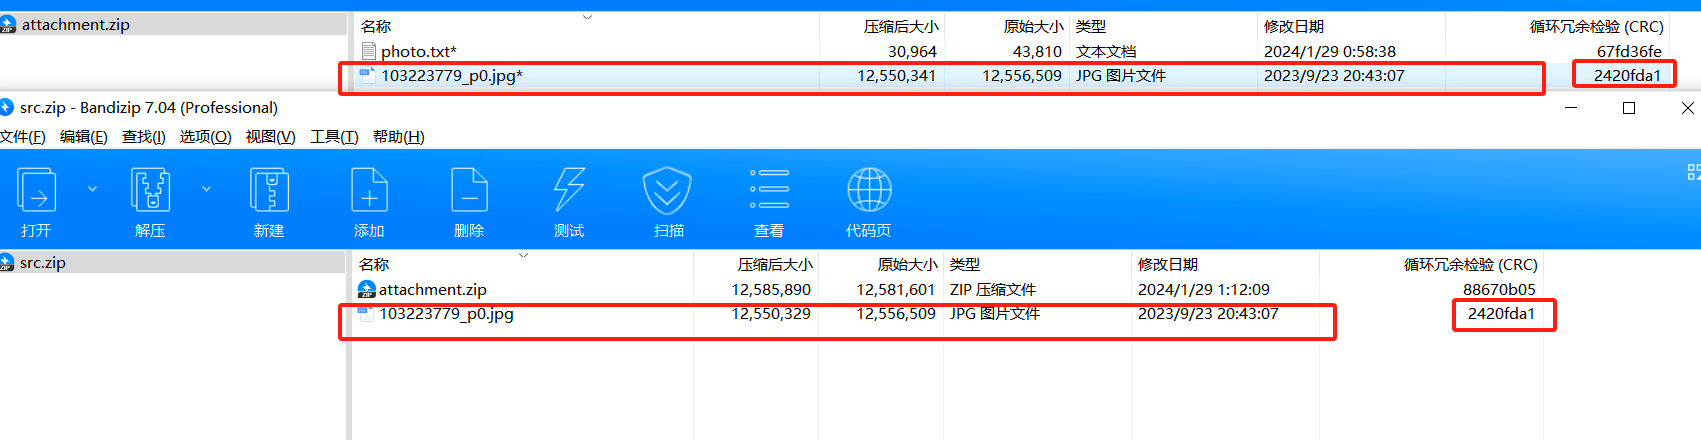 attachment.zip
名称 压缩后大小 原始大小 类型 修改日期 循环冗余检验 (CRC)
photo.txt* 30,964 43,810 文本文档 2024/1/29 0:58:38 67fd36fe
103223779_p0.jpg* 12,550,341 12,556,509 JPG 图片文件 2023/9/23 20:43:07 2420fda1
src.zip - Bandizip 7.04 (Professional)
文件(F) 编辑(E) 查找(I) 选项(O) 视图(V) 工具(T) 帮助(H)
打开 解压 新建 添加 删除 测试 扫描 查看 代码页
src.zip
名称 压缩后大小 原始大小 类型 修改日期 循环冗余检验 (CRC)
attachment.zip 12,585,890 12,581,601 ZIP 压缩文件 2024/1/29 1:12:09 88670b05
103223779_p0.jpg 12,550,329 12,556,509 JPG 图片文件 2023/9/23 20:43:07 2420fda1